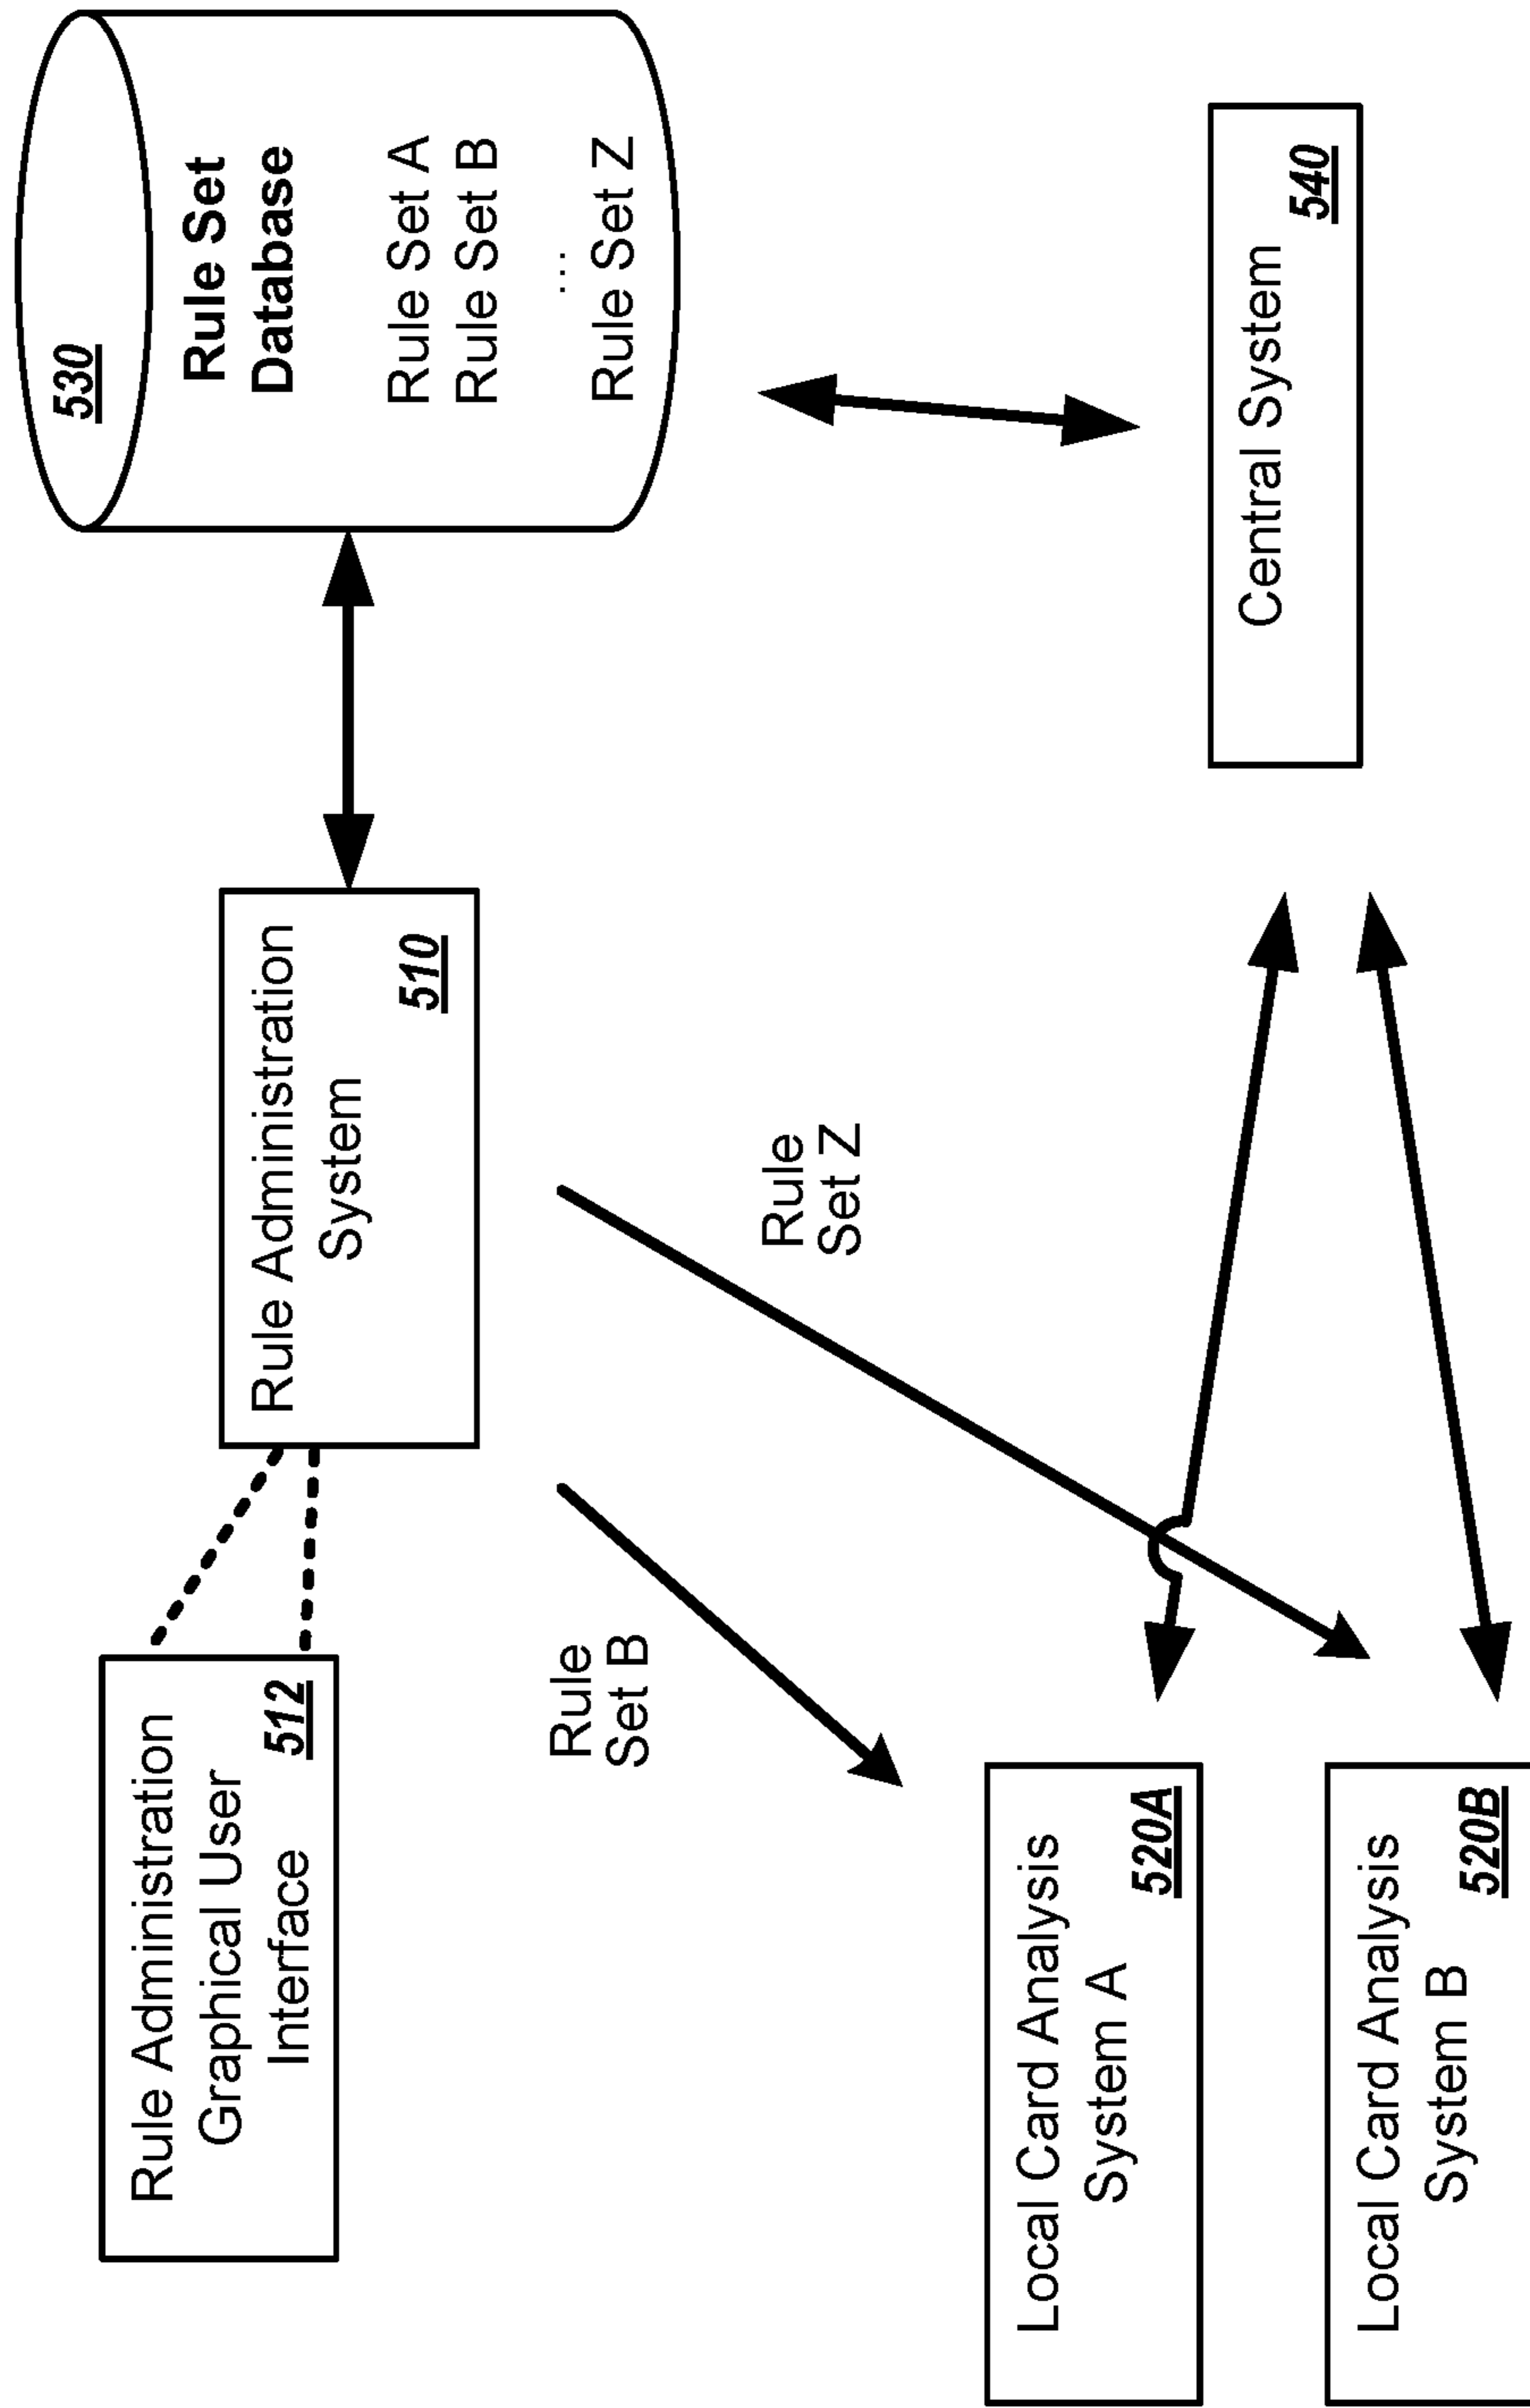 Rule Administration
Graphical User
Interface
512
Rule Administration
System
510
530
Rule Set
Database
Rule Set A
Rule Set B
...
Rule Set Z
Rule
Set B
Rule
Set Z
Local Card Analysis
System A
520A
Local Card Analysis
System B
520B
Central System
540